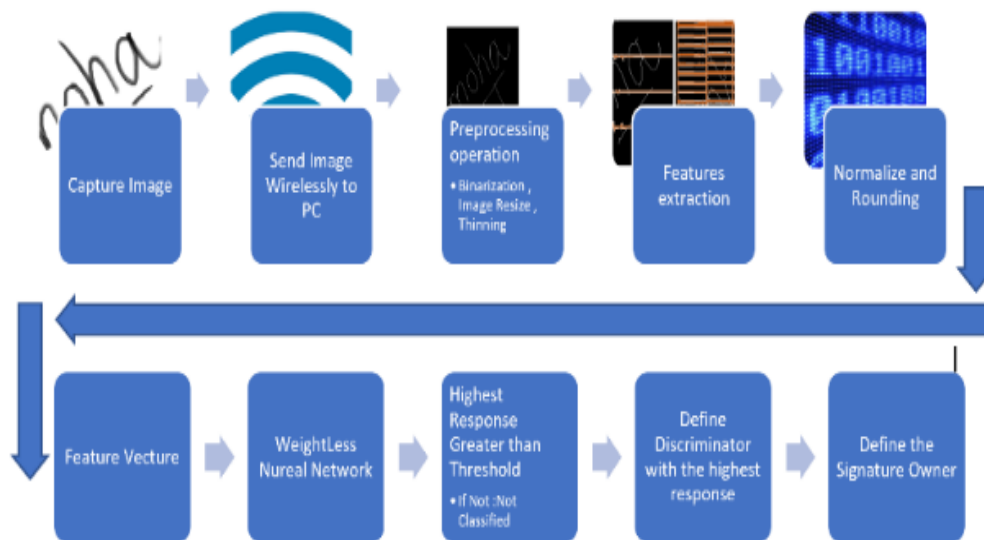 noha
Capture Image
Send Image
Wirelessly to
PC
noha
Preprocessing
operation
• Binarization ,
Image Resize ,
Thinning
Features
extraction
1001001
0100100
Normalize and
Rounding
Feature Vecture
WeightLess
Nureal Network
Highest
Response
Greater than
Threshold
• If Not :Not
Classified
Define
Discriminator
with the highest
response
Define the
Signature Owner